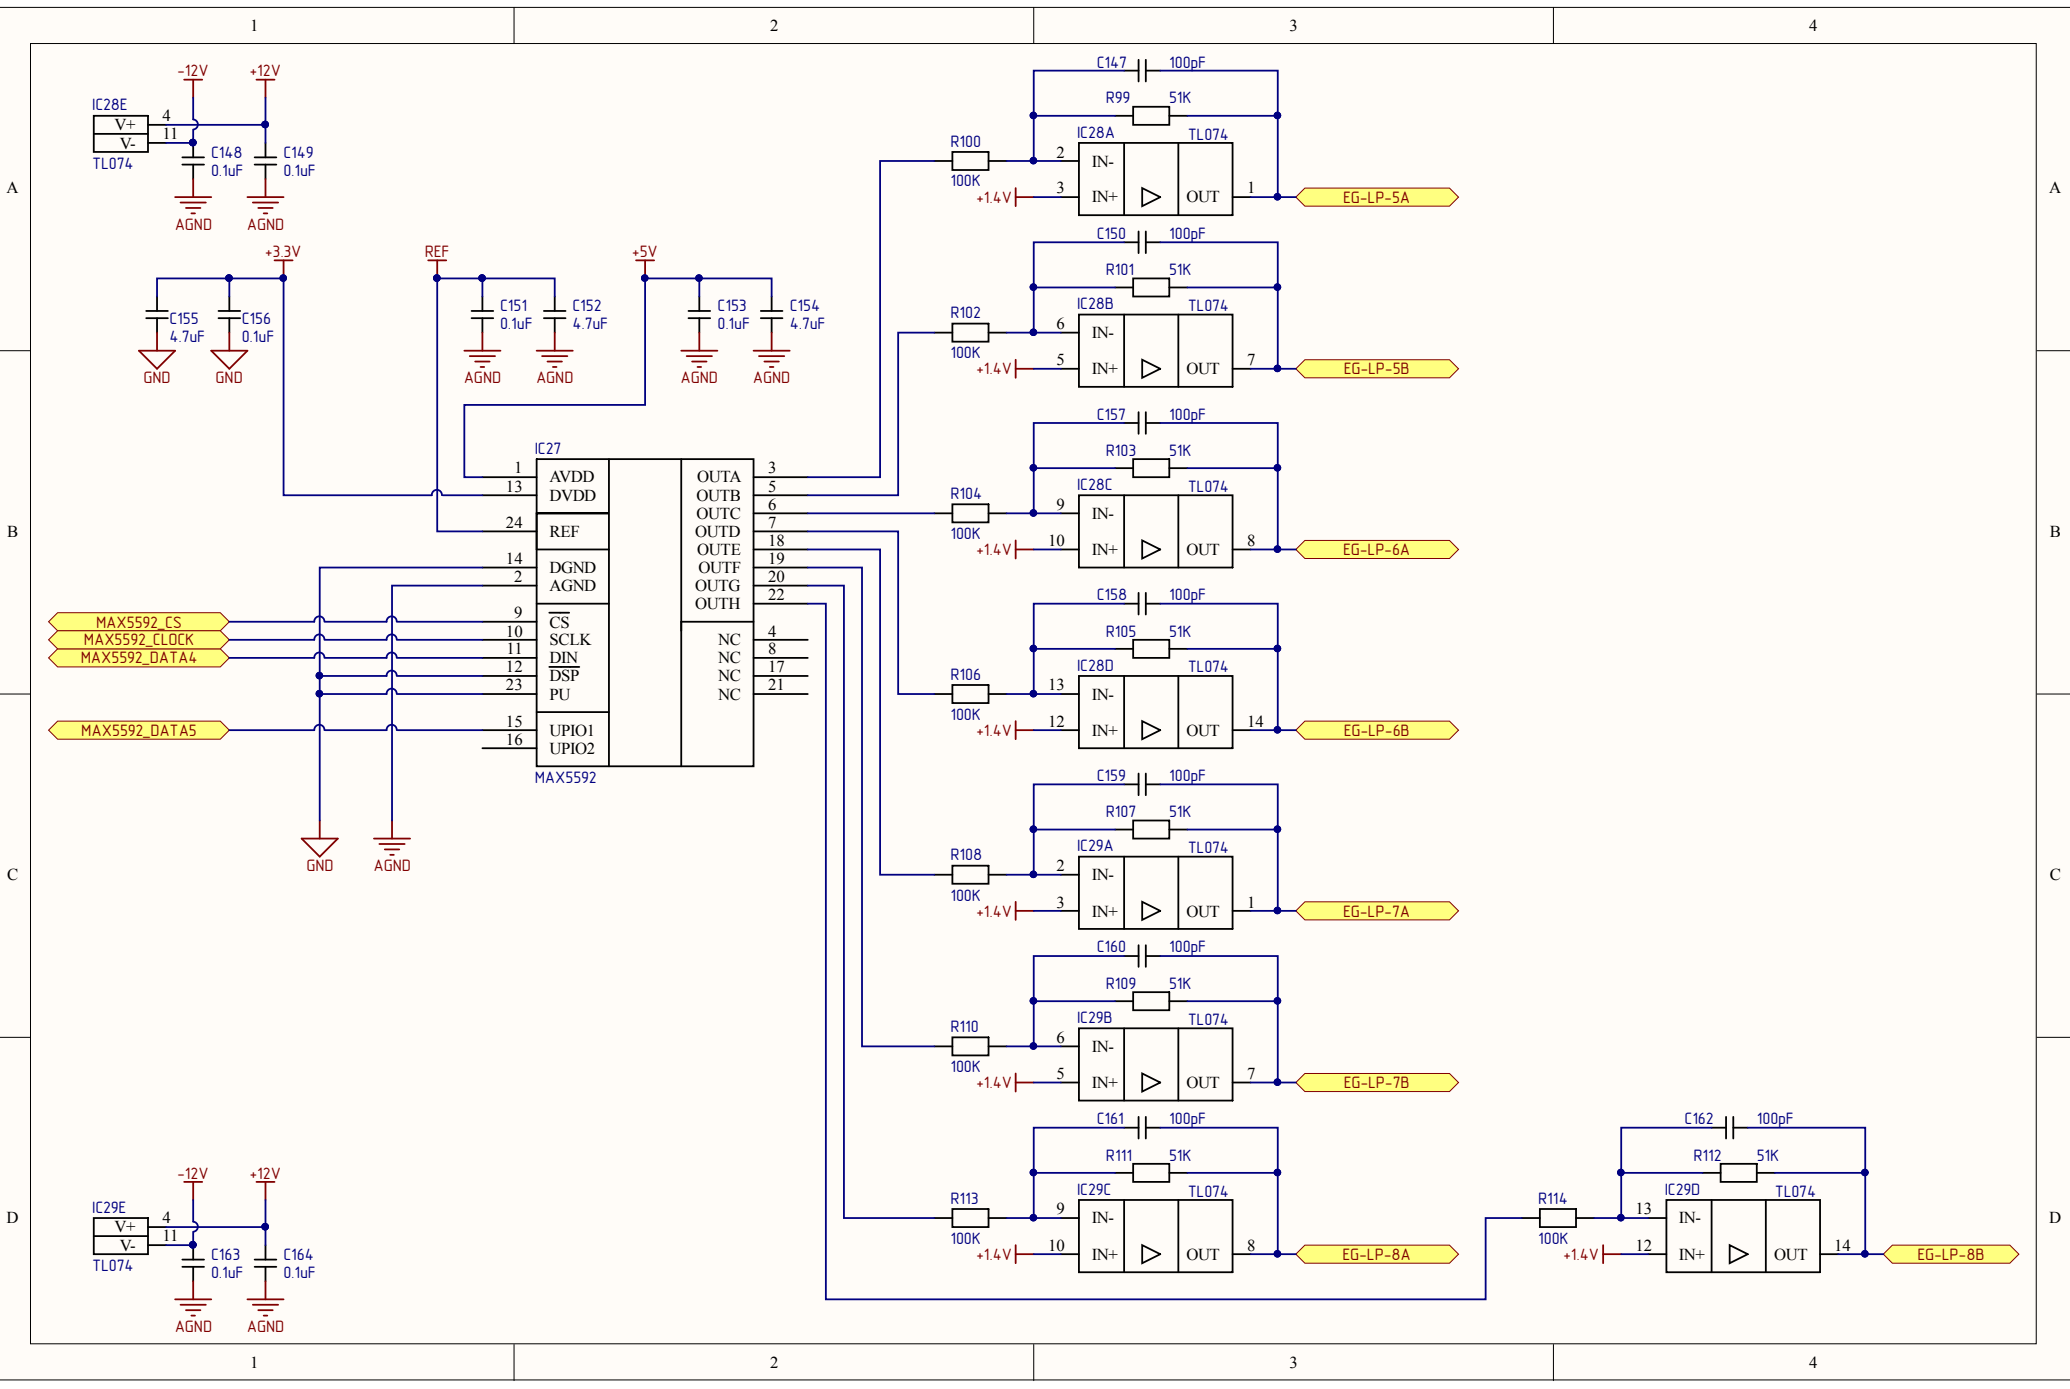 1 2 3 4
A
B
C
D
A
B
C
D
1 2 3 4
-12V +12V
IC28E
V+ 4
V- 11
TL074
C148 0.1uF
C149 0.1uF
AGND AGND
+3.3V
C155 4.7uF
C156 0.1uF
GND GND
REF
C151 0.1uF
C152 4.7uF
AGND AGND
+5V
C153 0.1uF
C154 4.7uF
AGND AGND
IC27
1 AVDD
13 DVDD
24 REF
14 DGND
2 AGND
9 CS
10 SCLK
11 DIN
12 DSP
23 PU
15 UPIO1
16 UPIO2
OUTA 3
OUTB 5
OUTC 6
OUTD 7
OUTE 18
OUTF 19
OUTG 20
OUTH 22
NC 4
NC 8
NC 17
NC 21
MAX5592
MAX5592_CS
MAX5592_CLOCK
MAX5592_DATA4
MAX5592_DATA5
GND AGND
C147 100pF
R99 51K
IC28A TL074
R100 100K
2 IN-
+1.4V 3 IN+ OUT 1
EG-LP-5A
C150 100pF
R101 51K
IC28B TL074
R102 100K
6 IN-
+1.4V 5 IN+ OUT 7
EG-LP-5B
C157 100pF
R103 51K
IC28C TL074
R104 100K
9 IN-
+1.4V 10 IN+ OUT 8
EG-LP-6A
C158 100pF
R105 51K
IC28D TL074
R106 100K
13 IN-
+1.4V 12 IN+ OUT 14
EG-LP-6B
C159 100pF
R107 51K
IC29A TL074
R108 100K
2 IN-
+1.4V 3 IN+ OUT 1
EG-LP-7A
C160 100pF
R109 51K
IC29B TL074
R110 100K
6 IN-
+1.4V 5 IN+ OUT 7
EG-LP-7B
C161 100pF
R111 51K
IC29C TL074
R113 100K
9 IN-
+1.4V 10 IN+ OUT 8
EG-LP-8A
C162 100pF
R112 51K
IC29D TL074
R114 100K
13 IN-
+1.4V 12 IN+ OUT 14
EG-LP-8B
-12V +12V
IC29E
V+ 4
V- 11
TL074
C163 0.1uF
C164 0.1uF
AGND AGND